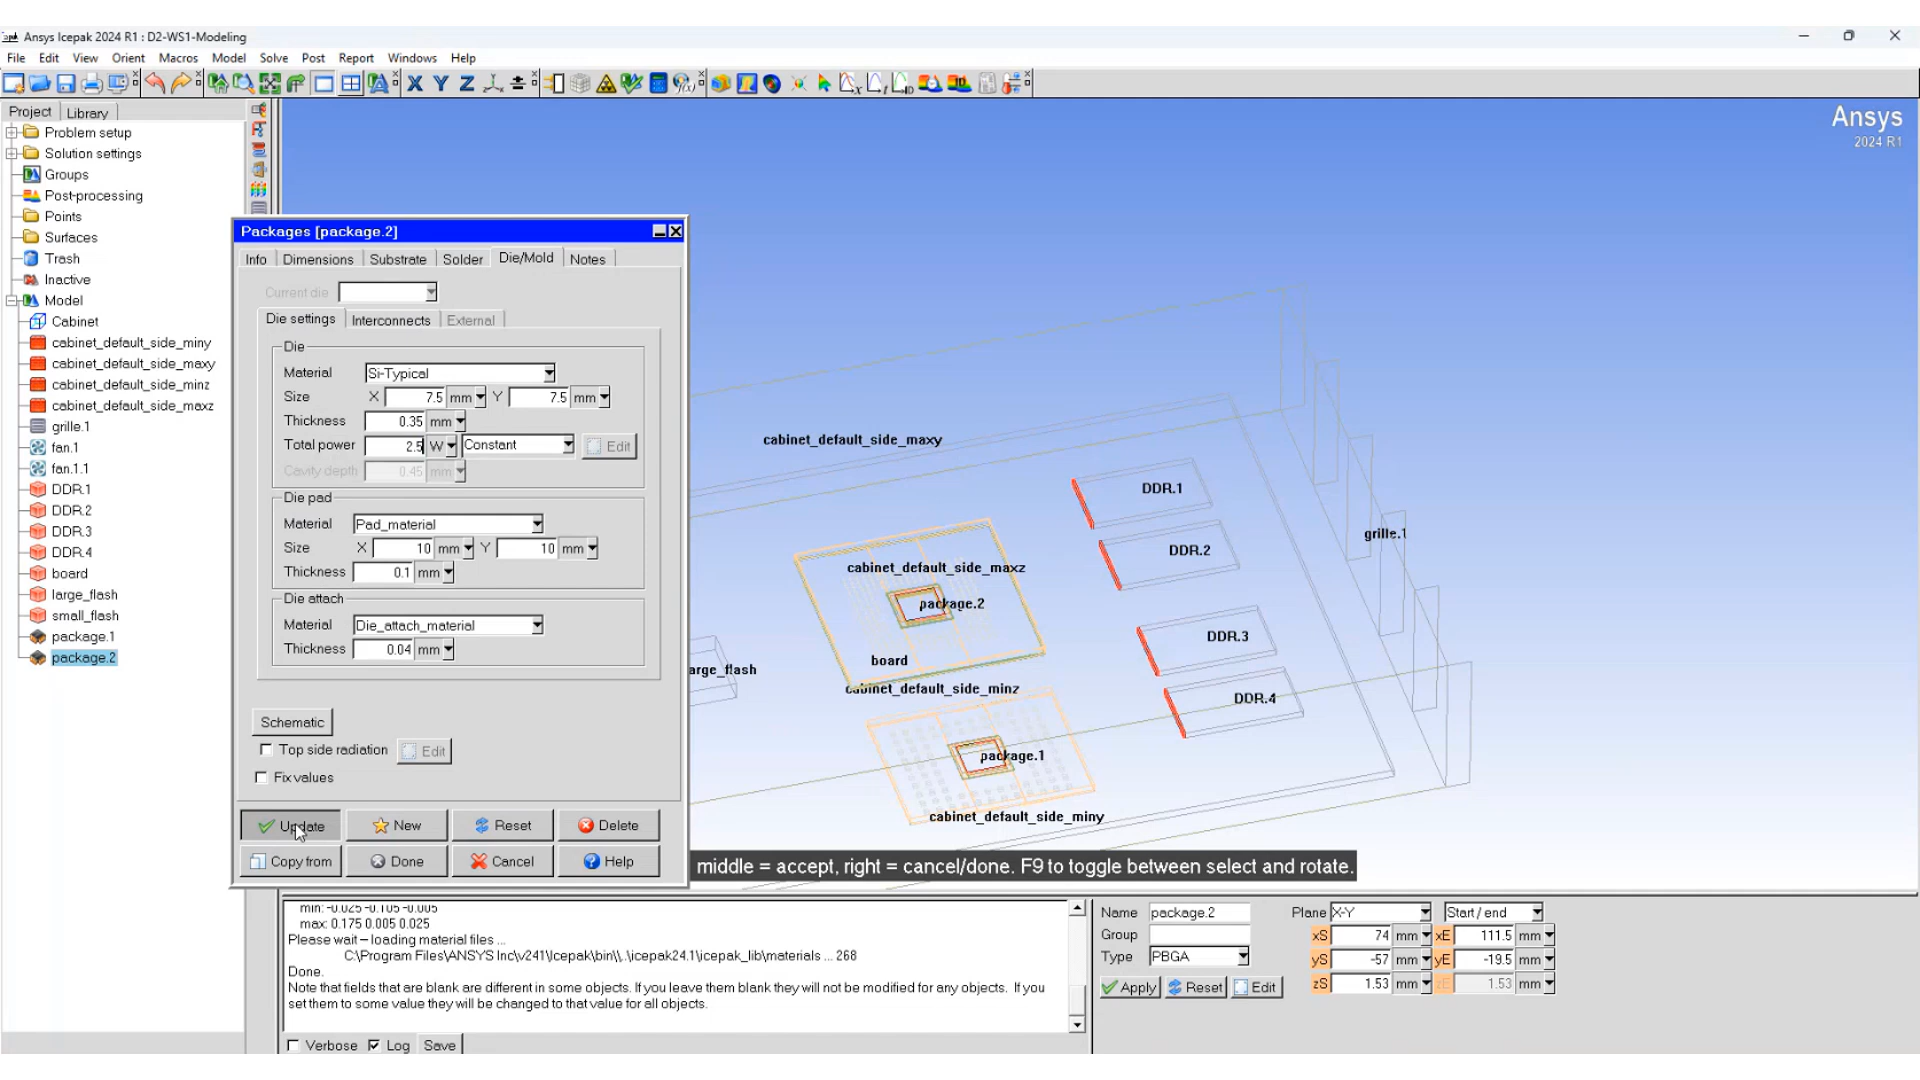 Ansys Icepak 2024 R1 : D2-WS1-Modeling
File Edit View Orient Macros Model Solve Post Report Windows Help
X Y Z
Project Library
Problem setup
Solution settings
Groups
Post-processing
Points
Surfaces
Trash
Inactive
Model
Cabinet
cabinet_default_side_miny
cabinet_default_side_maxy
cabinet_default_side_minz
cabinet_default_side_maxz
grille.1
fan.1
fan.1.1
DDR.1
DDR.2
DDR.3
DDR.4
board
large_flash
small_flash
package.1
package.2
Packages [package.2]
Info Dimensions Substrate Solder Die/Mold Notes
Current die
Die settings Interconnects External
Die
Material Si-Typical
Size X 7.5 mm Y 7.5 mm
Thickness 0.35 mm
Total power 2.5 W Constant Edit
Cavity depth 0.45 mm
Die pad
Material Pad_material
Size X 10 mm Y 10 mm
Thickness 0.1 mm
Die attach
Material Die_attach_material
Thickness 0.04 mm
Schematic
Top side radiation Edit
Fix values
Update New Reset Delete
Copy from Done Cancel Help
Ansys
2024 R1
cabinet_default_side_maxy
DDR.1
grille.1
DDR.2
cabinet_default_side_maxz
package.2
DDR.3
board
arge_flash
cabinet_default_side_minz
DDR.4
package.1
cabinet_default_side_miny
middle = accept, right = cancel/done. F9 to toggle between select and rotate.
min: -0.025 -0.105 -0.005
max: 0.175 0.005 0.025
Please wait – loading material files ...
C:\Program Files\ANSYS Inc\v241\Icepak\bin\\..\icepak24.1\icepak_lib\materials ... 268
Done.
Note that fields that are blank are different in some objects. If you leave them blank they will not be modified for any objects. If you
set them to some value they will be changed to that value for all objects.
Verbose Log Save
Name package.2 Plane X-Y Start / end
Group xS 74 mm xE 111.5 mm
Type PBGA yS -57 mm yE -19.5 mm
Apply Reset Edit zS 1.53 mm zE 1.53 mm